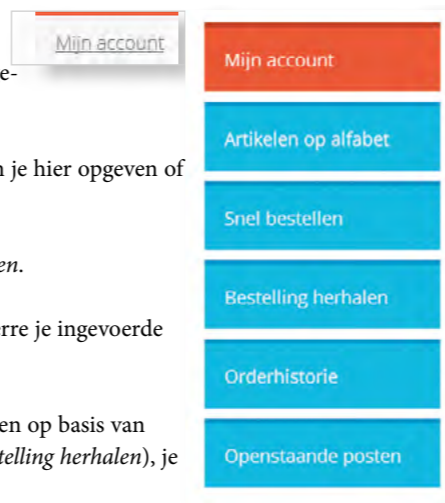 Mijn account
e-
je hier opgeven of
en.
je ingevoerde
en op basis van
telling herhalen), je
Mijn account
Artikelen op alfabet
Snel bestellen
Bestelling herhalen
Orderhistorie
Openstaande posten